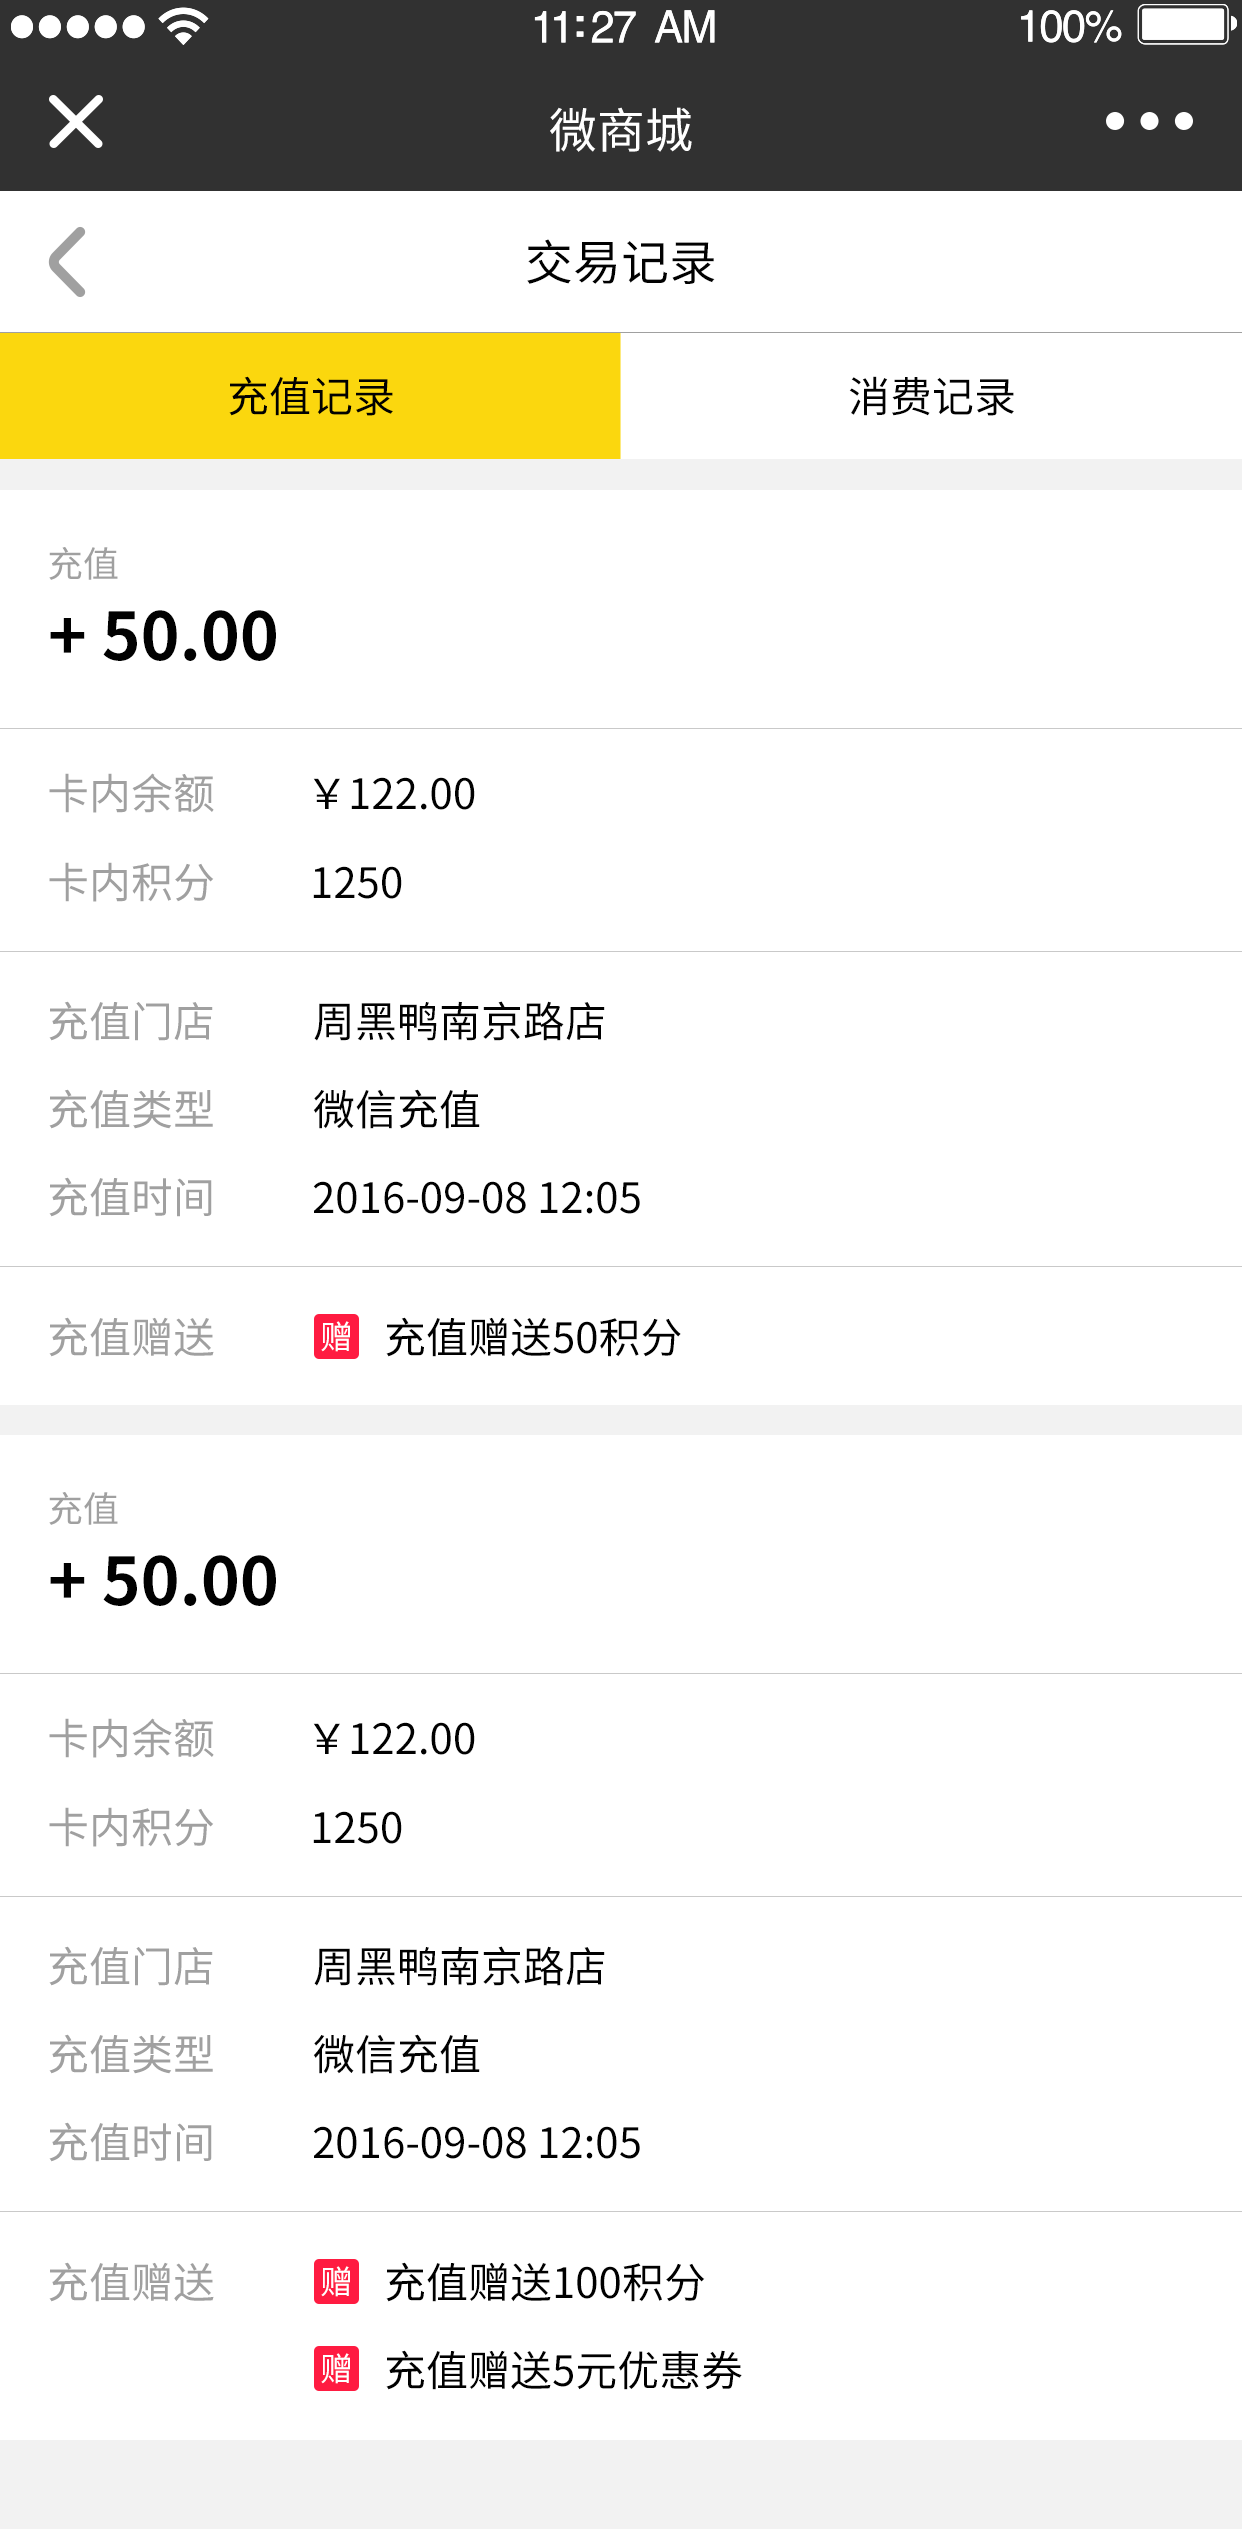 11:27 AM
100%
微商城
交易记录
充值记录
消费记录
充值
+ 50.00
卡内余额 ￥122.00
卡内积分 1250
充值门店 周黑鸭南京路店
充值类型 微信充值
充值时间 2016-09-08 12:05
充值赠送 赠 充值赠送50积分
充值
+ 50.00
卡内余额 ￥122.00
卡内积分 1250
充值门店 周黑鸭南京路店
充值类型 微信充值
充值时间 2016-09-08 12:05
充值赠送 赠 充值赠送100积分
赠 充值赠送5元优惠券